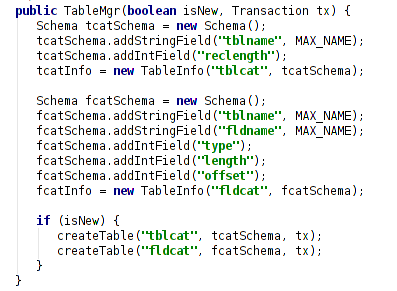 public TableMgr(boolean isNew, Transaction tx) {
Schema tcatSchema = new Schema();
tcatSchema.addStringField("tblname", MAX_NAME);
tcatSchema.addIntField("reclength");
tcatInfo = new TableInfo("tblcat", tcatSchema);
Schema fcatSchema = new Schema();
fcatSchema.addStringField("tblname", MAX_NAME);
fcatSchema.addStringField("fldname", MAX_NAME);
fcatSchema.addIntField("type");
fcatSchema.addIntField("length");
fcatSchema.addIntField("offset");
fcatInfo = new TableInfo("fldcat", fcatSchema);
if (isNew) {
createTable("tblcat", tcatSchema, tx);
createTable("fldcat", fcatSchema, tx);
}
}